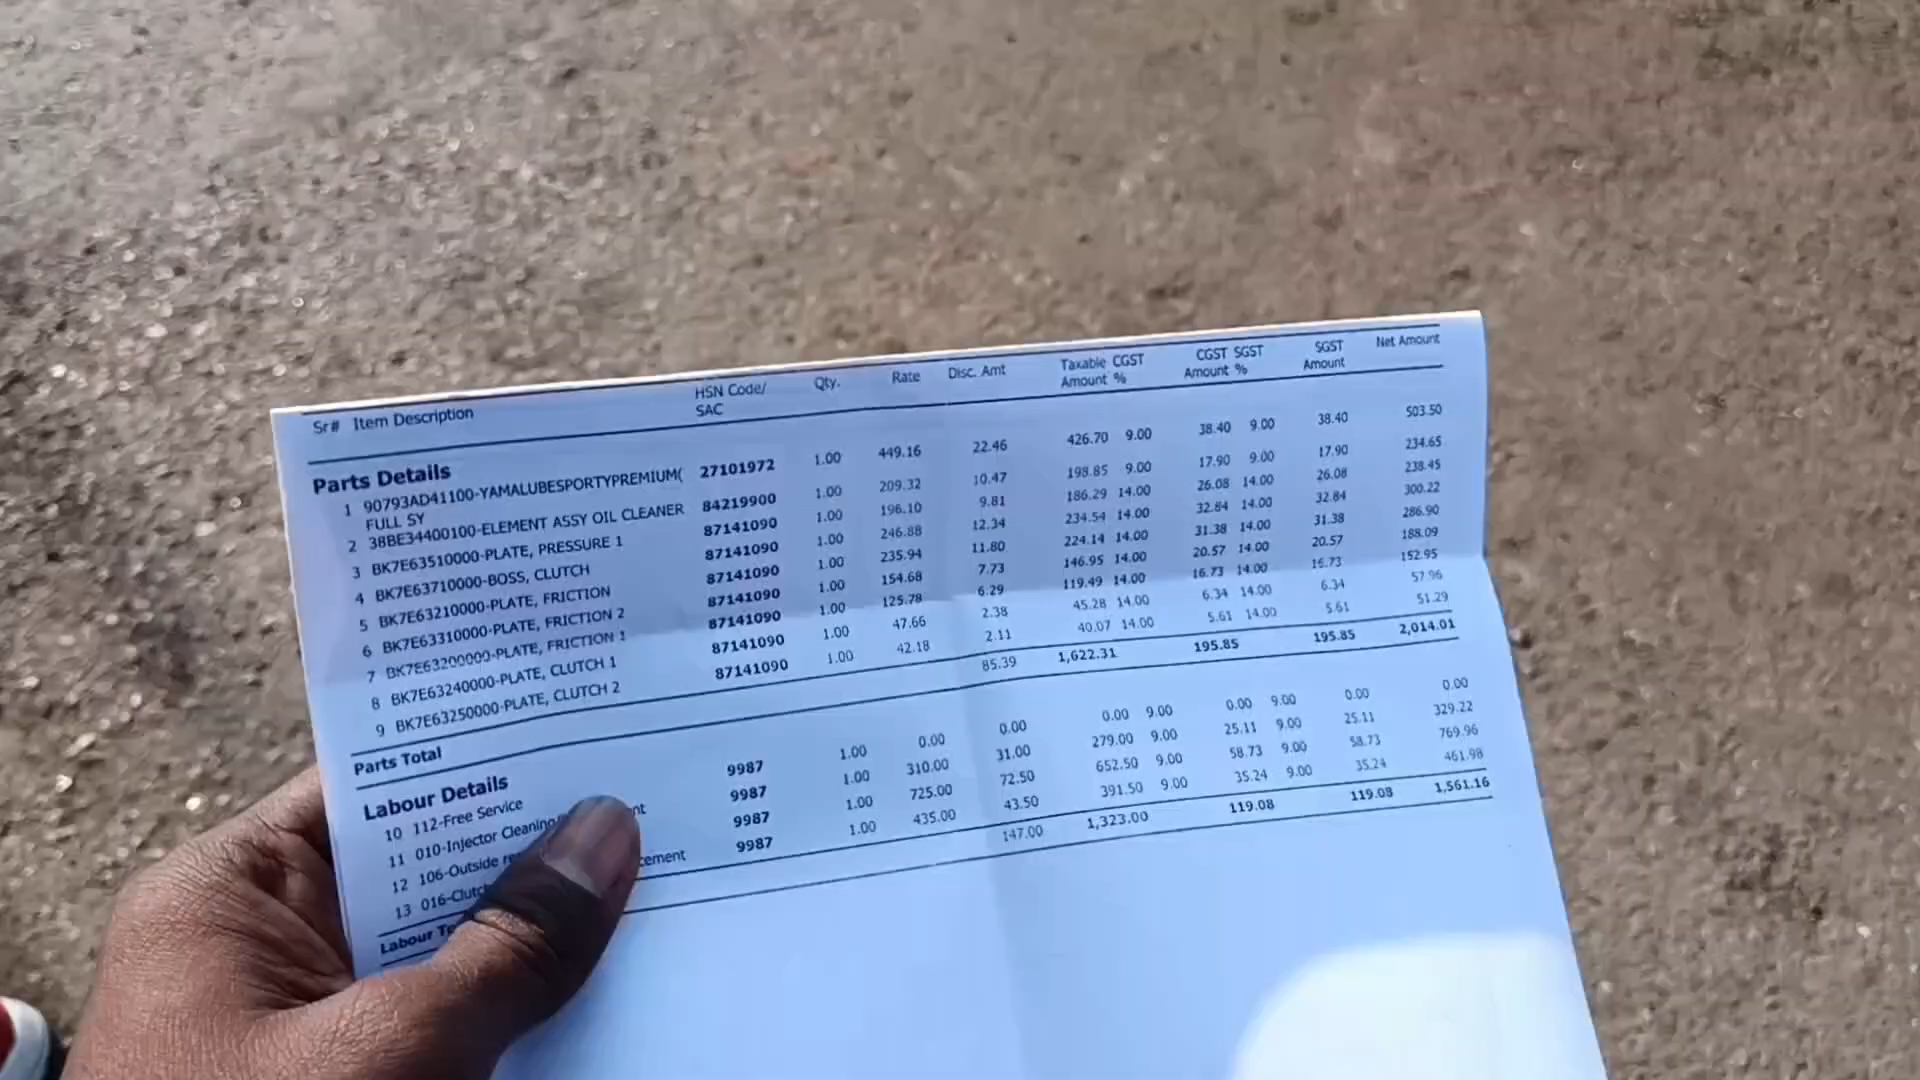 Sr# Item Description HSN Code/ Qty. Rate Disc. Amt Taxable CGST CGST SGST SGST Net Amount
SAC Amount % Amount % Amount
Parts Details
1 90793AD41100-YAMALUBESPORTYPREMIUM( 27101972 1.00 449.16 22.46 426.70 9.00 38.40 9.00 38.40 503.50
FULL SY
2 38BE34400100-ELEMENT ASSY OIL CLEANER 84219900 1.00 209.32 10.47 198.85 9.00 17.90 9.00 17.90 234.65
3 BK7E63510000-PLATE, PRESSURE 1 87141090 1.00 196.10 9.81 186.29 14.00 26.08 14.00 26.08 238.45
4 BK7E63710000-BOSS, CLUTCH 87141090 1.00 246.88 12.34 234.54 14.00 32.84 14.00 32.84 300.22
5 BK7E63210000-PLATE, FRICTION 87141090 1.00 235.94 11.80 224.14 14.00 31.38 14.00 31.38 286.90
6 BK7E63310000-PLATE, FRICTION 2 87141090 1.00 154.68 7.73 146.95 14.00 20.57 14.00 20.57 188.09
7 BK7E63200000-PLATE, FRICTION 1 87141090 1.00 125.78 6.29 119.49 14.00 16.73 14.00 16.73 152.95
8 BK7E63240000-PLATE, CLUTCH 1 87141090 1.00 47.66 2.38 45.28 14.00 6.34 14.00 6.34 57.96
9 BK7E63250000-PLATE, CLUTCH 2 87141090 1.00 42.18 2.11 40.07 14.00 5.61 14.00 5.61 51.29
Parts Total 85.39 1,622.31 195.85 195.85 2,014.01
Labour Details
10 112-Free Service 9987 1.00 0.00 0.00 0.00 9.00 0.00 9.00 0.00 0.00
11 010-Injector Cleaning 9987 1.00 310.00 31.00 279.00 9.00 25.11 9.00 25.11 329.22
12 106-Outside 9987 1.00 725.00 72.50 652.50 9.00 58.73 9.00 58.73 769.96
13 016-Clutch 9987 1.00 435.00 43.50 391.50 9.00 35.24 9.00 35.24 461.98
Labour 147.00 1,323.00 119.08 119.08 1,561.16